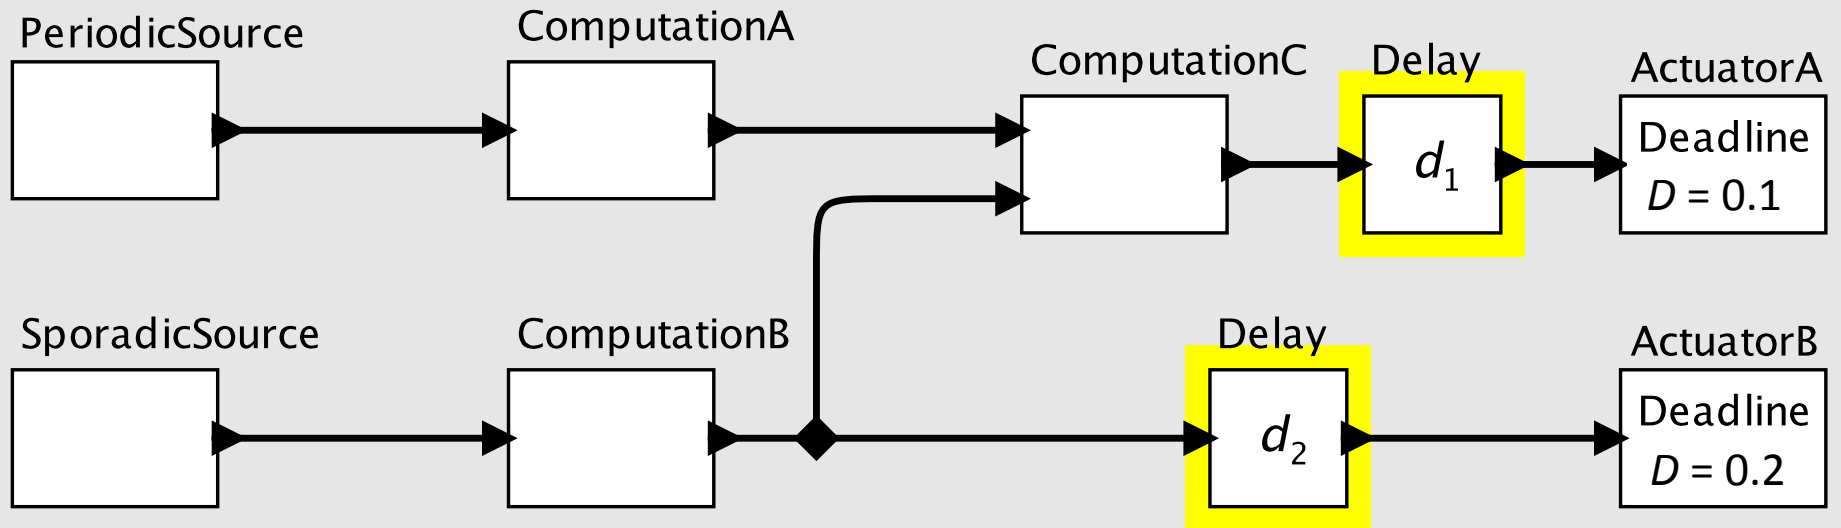 PeriodicSource
ComputationA
ComputationC
Delay
ActuatorA
d1
Deadline
D = 0.1
SporadicSource
ComputationB
Delay
ActuatorB
d2
Deadline
D = 0.2